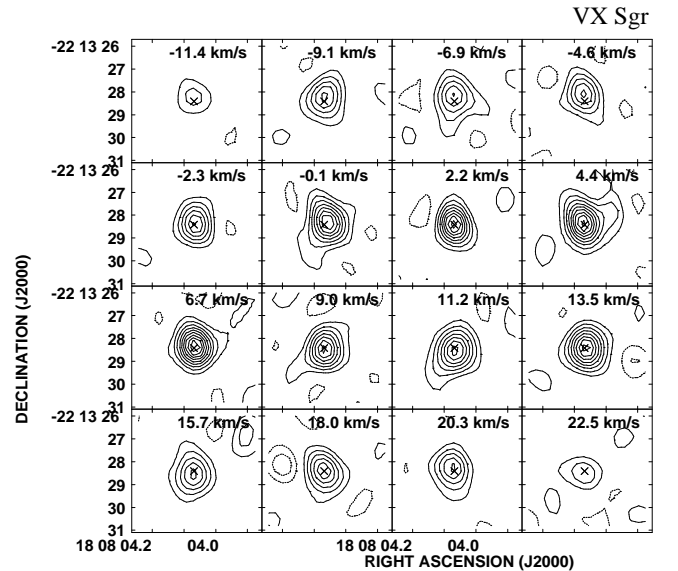 VX Sgr
-22 13 26
-11.4 km/s
-9.1 km/s
-6.9 km/s
-4.6 km/s
27
28
29
30
31
-22 13 26
-2.3 km/s
-0.1 km/s
2.2 km/s
4.4 km/s
27
28
29
30
31
-22 13 26
6.7 km/s
9.0 km/s
11.2 km/s
13.5 km/s
27
28
29
30
31
-22 13 26
15.7 km/s
18.0 km/s
20.3 km/s
22.5 km/s
27
28
29
30
31
DECLINATION (J2000)
18 08 04.2
04.0
18 08 04.2
04.0
RIGHT ASCENSION (J2000)